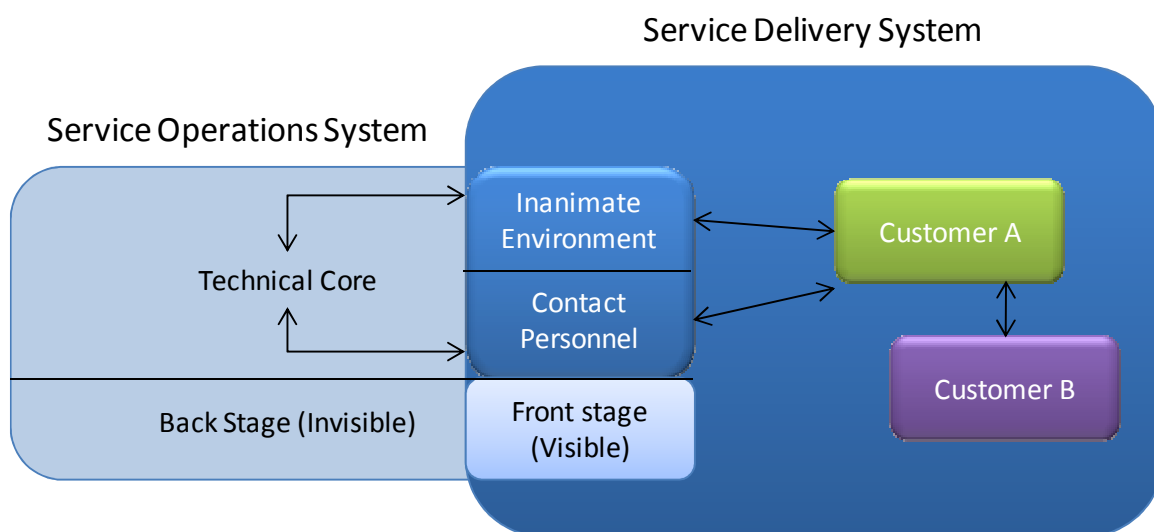 Service Delivery System
Service Operations System
Inanimate
Environment
Customer A
Technical Core
Contact
Personnel
Customer B
Back Stage (Invisible)
Front stage
(Visible)